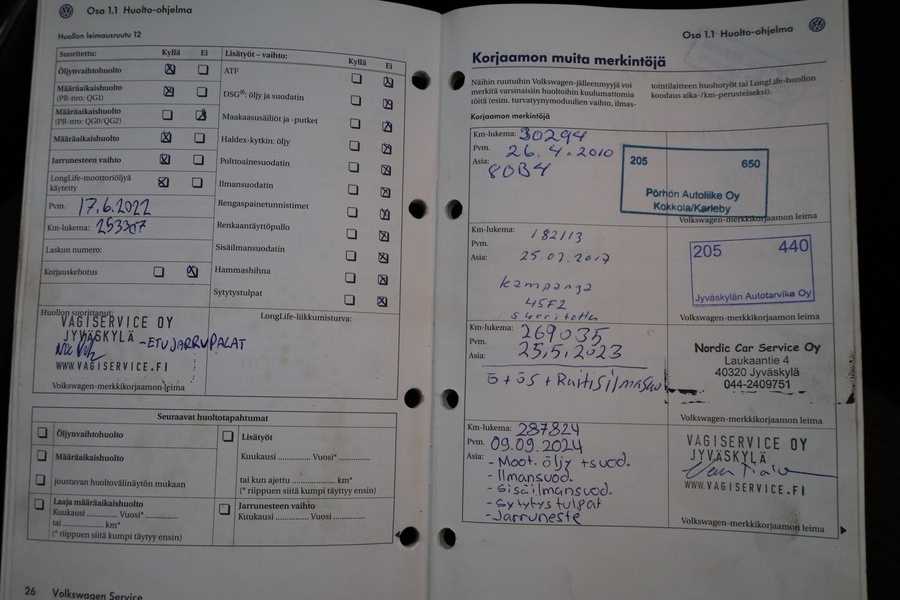 Osa 1.1 Huolto-ohjelma
Huollon leimausruutu 12
Suoritettu: Kyllä Ei
Öljynvaihtohuolto
Määräaikaishuolto
(PR-nro: QG1)
Määräaikaishuolto
(PR-nro: QG0/QG2)
Määräaikaishuolto
Jarrunesteen vaihto
LongLife-moottoriöljyä
käytetty
Pvm. 17.6.2022
Km-lukema: 253307
Laskun numero:
Korjauskehotus
Huollon suorittanut:
VAGISERVICE OY
JYVÄSKYLÄ
-ETUJARRUPALAT
WWW.VAGISERVICE.FI
Volkswagen-merkkikorjaamon leima
Lisätyöt – vaihto: Kyllä Ei
ATF
DSG®: öljy ja suodatin
Makaasusäiliöt ja -putket
Haldex-kytkin: öljy
Polttoainesuodatin
Ilmansuodatin
Rengaspainetunnistimet
Renkaantäyttöpullo
Sisäilmansuodatin
Hammashihna
Sytytystulpat
LongLife-liikkumisturva:
Seuraavat huoltotapahtumat
Öljynvaihtohuolto
Määräaikaishuolto
joustavan huoltovälinäytön mukaan
Laaja määräaikaishuolto
Kuukausi .............. Vuosi* ..............
tai .................. km*
(* riippuen siitä kumpi täytyy ensin)
Lisätyöt
Kuukausi .............. Vuosi* ..............
tai kun ajettu .................. km*
(* riippuen siitä kumpi täytyy ensin)
Jarrunesteen vaihto
Kuukausi .............. Vuosi ..............
26 Volkswagen Service
Osa 1.1 Huolto-ohjelma
Korjaamon muita merkintöjä
Näihin ruutuihin Volkswagen-jälleenmyyjä voi
merkitä varsinaisiin huoltoihin kuulumattomia
töitä (esim. turvatyynymoduulien vaihto, ilmas-
tointilaitteen huoltotyöt tai LongLife-huollon
koodaus aika-/km-perusteiseksi).
Korjaamon merkintöjä
Km-lukema: 30294
Pvm. 26.4.2010
Asia: 80B4
205 650
Pörhön Autoliike Oy
Kokkola/Karleby
Volkswagen-merkkikorjaamon leima
Km-lukema: 182113
Pvm. 25.07.2017
Asia:
kampanja
45F2
suoritettu
205 440
Jyväskylän Autotarvike Oy
Volkswagen-merkkikorjaamon leima
Km-lukema: 269035
Pvm. 25,5,2023
Asia:
Ö+ÖS+Raitisilmasuo
Nordic Car Service Oy
Laukaantie 4
40320 Jyväskylä
044-2409751
Volkswagen-merkkikorjaamon leima
Km-lukema: 287824
Pvm. 09.09.2024
Asia: -Moot. öljy +suod.
-Ilmansuod.
-Sisäilmansuod.
-Sytytystulpat
-Jarruneste
VAGISERVICE OY
JYVÄSKYLÄ
WWW.VAGISERVICE.FI
Volkswagen-merkkikorjaamon leima